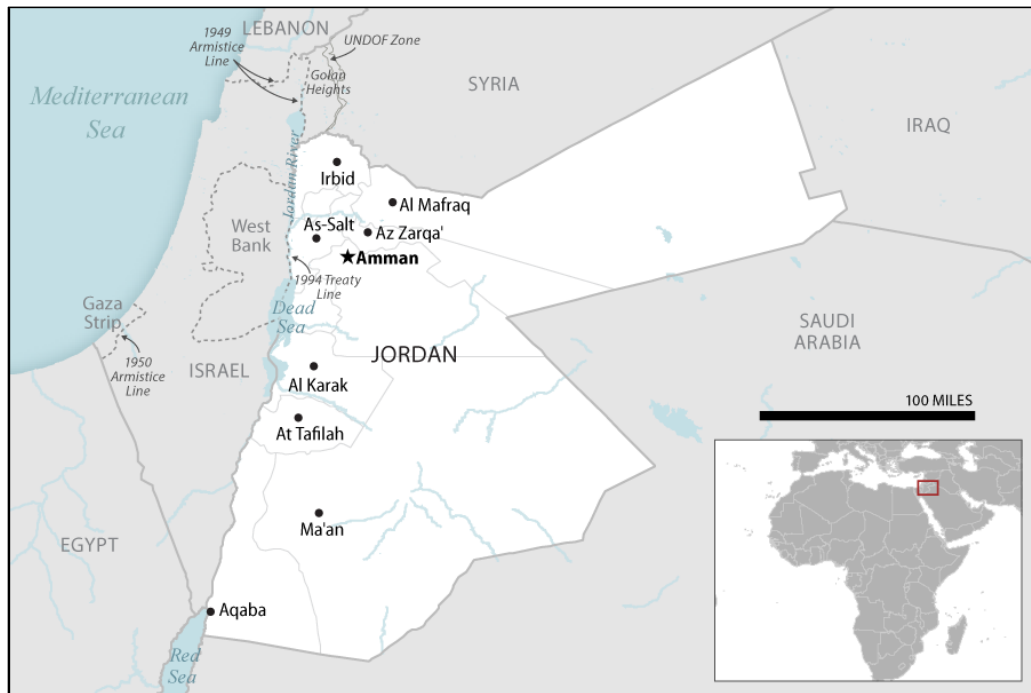 LEBANON
1949
Armistice
Line
UNDOF Zone
Golan
Heights
SYRIA
Mediterranean
Sea
IRAQ
Jordan River
Irbid
Al Mafraq
As-Salt
Az Zarqa'
West
Bank
Amman
1994 Treaty
Line
Gaza
Strip
Dead
Sea
SAUDI
ARABIA
1950
Armistice
Line
ISRAEL
JORDAN
Al Karak
100 MILES
At Tafilah
Ma'an
EGYPT
Aqaba
Red
Sea